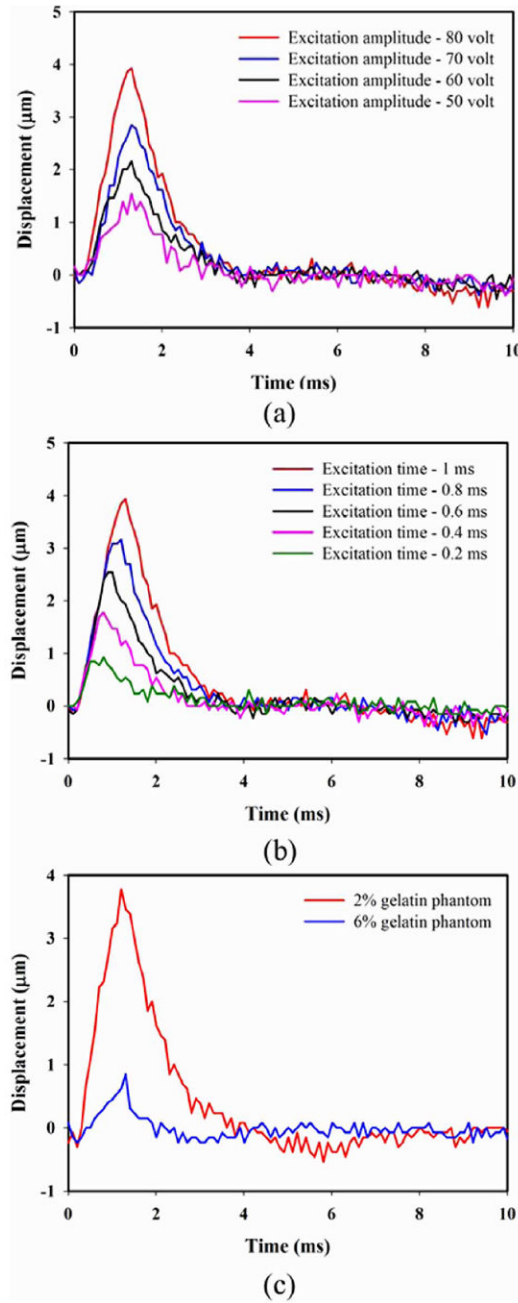 5
Excitation amplitude - 80 volt
4
Excitation amplitude - 70 volt
Excitation amplitude - 60 volt
3
Excitation amplitude - 50 volt
2
1
0
-1
Displacement (μm)
0 2 4 6 8 10
Time (ms)
(a)
5
Excitation time - 1 ms
4
Excitation time - 0.8 ms
Excitation time - 0.6 ms
3
Excitation time - 0.4 ms
Excitation time - 0.2 ms
2
1
0
-1
Displacement (μm)
0 2 4 6 8 10
Time (ms)
(b)
4
2% gelatin phantom
6% gelatin phantom
3
2
1
0
-1
Displacement (μm)
0 2 4 6 8 10
Time (ms)
(c)